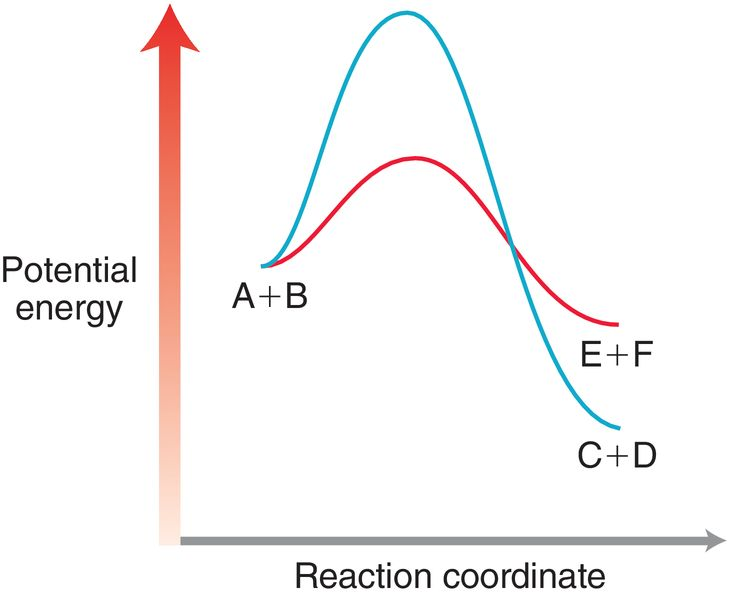 Potential
energy
A+B
E+F
C+D
Reaction coordinate